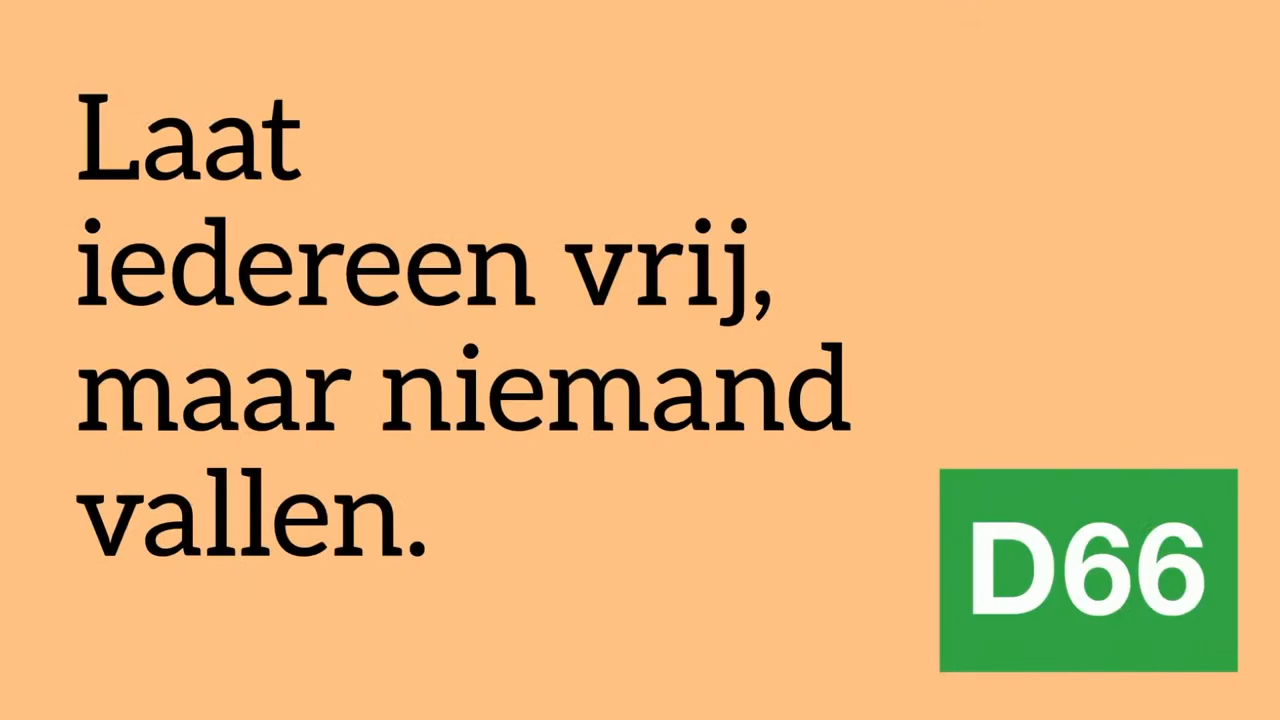 Laat
iedereen vrij,
maar niemand
vallen.
D66